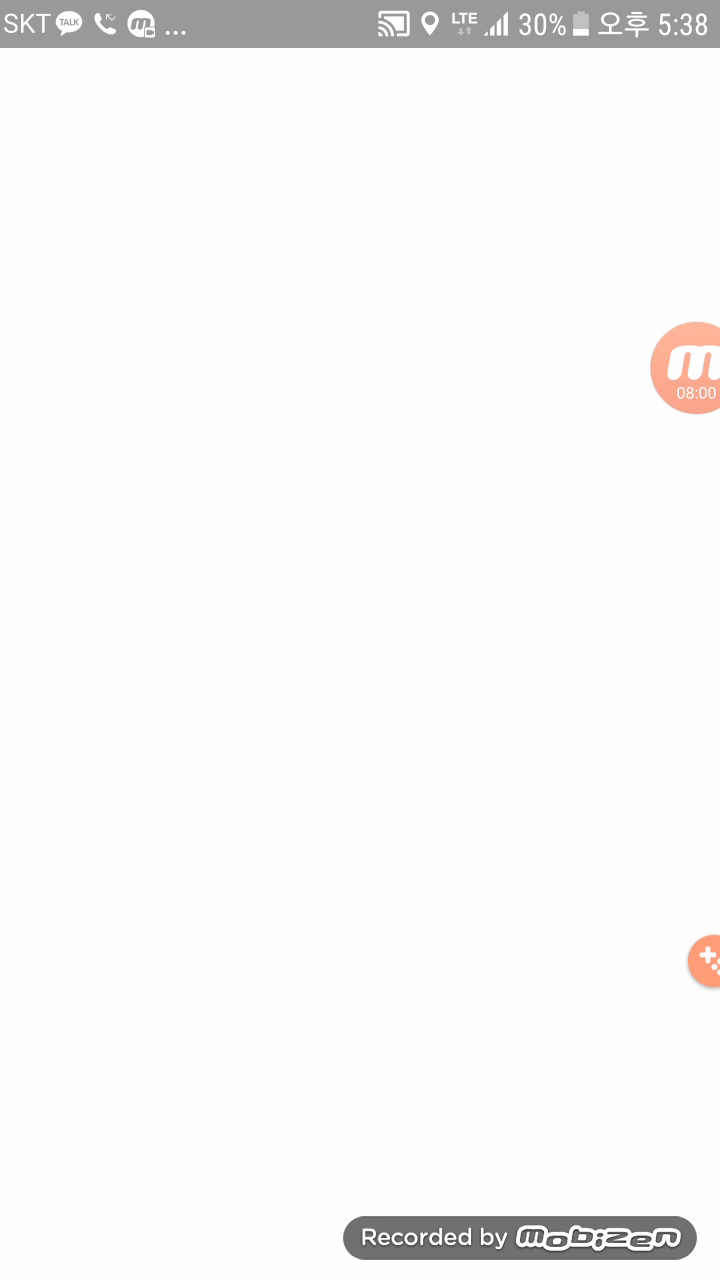 SKT TALK m ... LTE 30% 오후 5:38
m
08:00
Recorded by mobizen